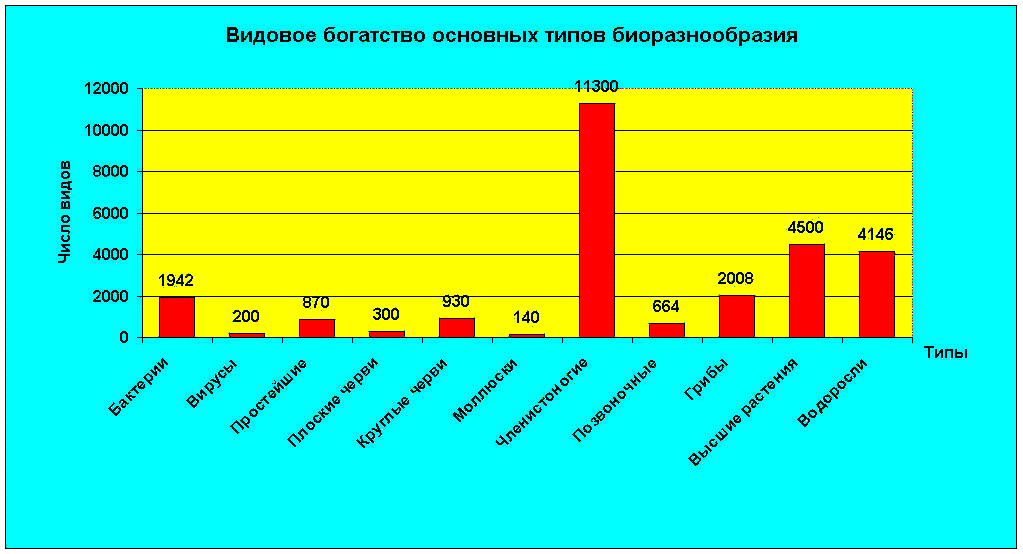 Видовое богатство основных типов биоразнообразия
Число видов
12000
10000
8000
6000
4000
2000
0
1942
200
870
300
930
140
11300
664
2008
4500
4146
Бактерии
Вирусы
Простейшие
Плоские черви
Круглые черви
Моллюски
Членистоногие
Позвоночные
Грибы
Высшие растения
Водоросли
Типы